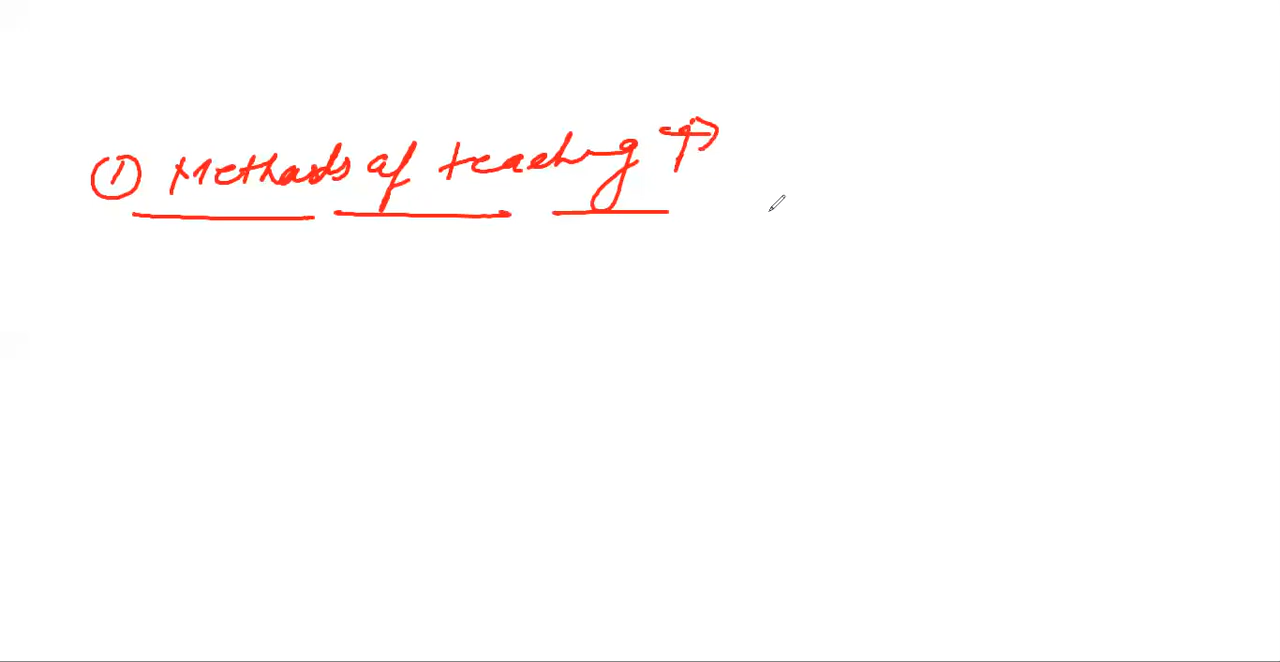 ① Methods of teaching →